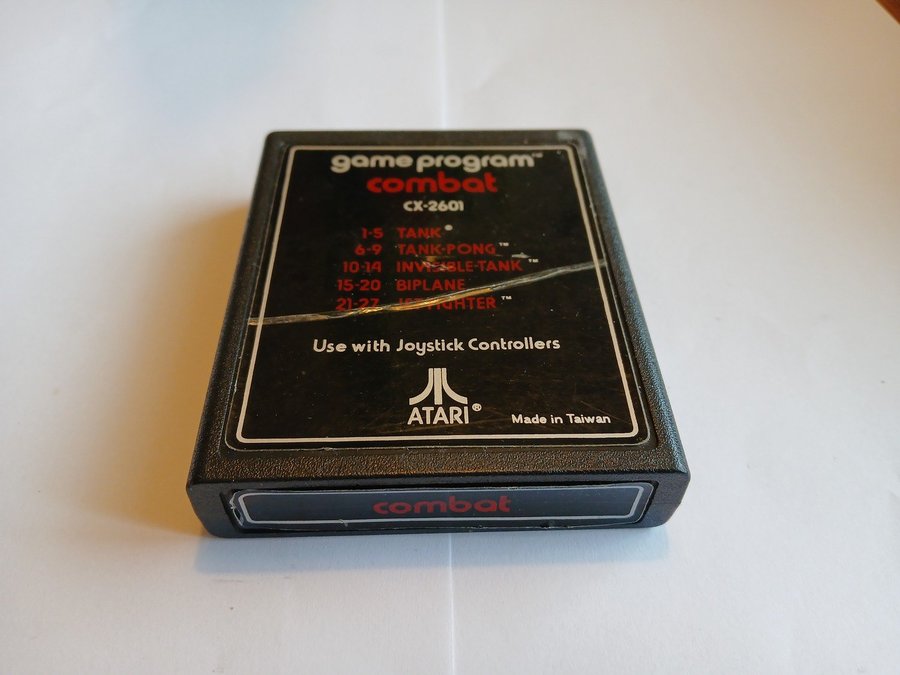 game program™
combat
CX-2601
1-5 TANK®
6-9 TANK-PONG™
10-14 INVISIBLE-TANK™
15-20 BIPLANE
21-27 JET-FIGHTER™
Use with Joystick Controllers
ATARI®
Made in Taiwan
combat